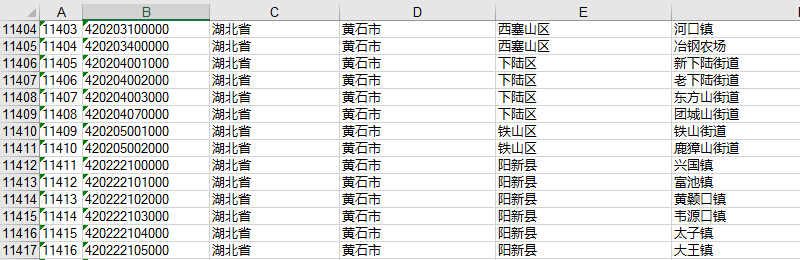 A B C D E
11404 11403 420203100000 湖北省 黄石市 西塞山区 河口镇
11405 11404 420203400000 湖北省 黄石市 西塞山区 冶钢农场
11406 11405 420204001000 湖北省 黄石市 下陆区 新下陆街道
11407 11406 420204002000 湖北省 黄石市 下陆区 老下陆街道
11408 11407 420204003000 湖北省 黄石市 下陆区 东方山街道
11409 11408 420204070000 湖北省 黄石市 下陆区 团城山街道
11410 11409 420205001000 湖北省 黄石市 铁山区 铁山街道
11411 11410 420205002000 湖北省 黄石市 铁山区 鹿獐山街道
11412 11411 420222100000 湖北省 黄石市 阳新县 兴国镇
11413 11412 420222101000 湖北省 黄石市 阳新县 富池镇
11414 11413 420222102000 湖北省 黄石市 阳新县 黄颡口镇
11415 11414 420222103000 湖北省 黄石市 阳新县 韦源口镇
11416 11415 420222104000 湖北省 黄石市 阳新县 太子镇
11417 11416 420222105000 湖北省 黄石市 阳新县 大王镇